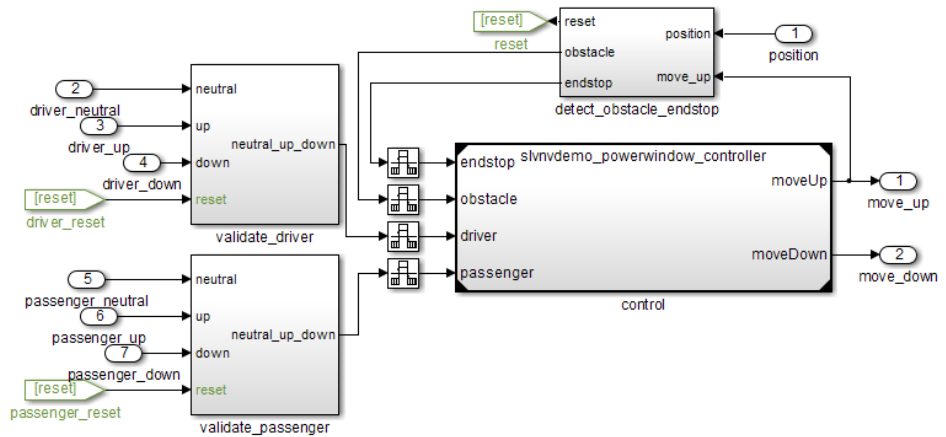 [reset]
reset
reset
obstacle
endstop
position
move_up
detect_obstacle_endstop
1
position
2
driver_neutral
3
driver_up
4
driver_down
[reset]
driver_reset
neutral
up
down
reset
neutral_up_down
validate_driver
5
passenger_neutral
6
passenger_up
7
passenger_down
[reset]
passenger_reset
neutral
up
down
reset
neutral_up_down
validate_passenger
slvnvdemo_powerwindow_controller
endstop
obstacle
driver
passenger
moveUp
moveDown
control
1
move_up
2
move_down